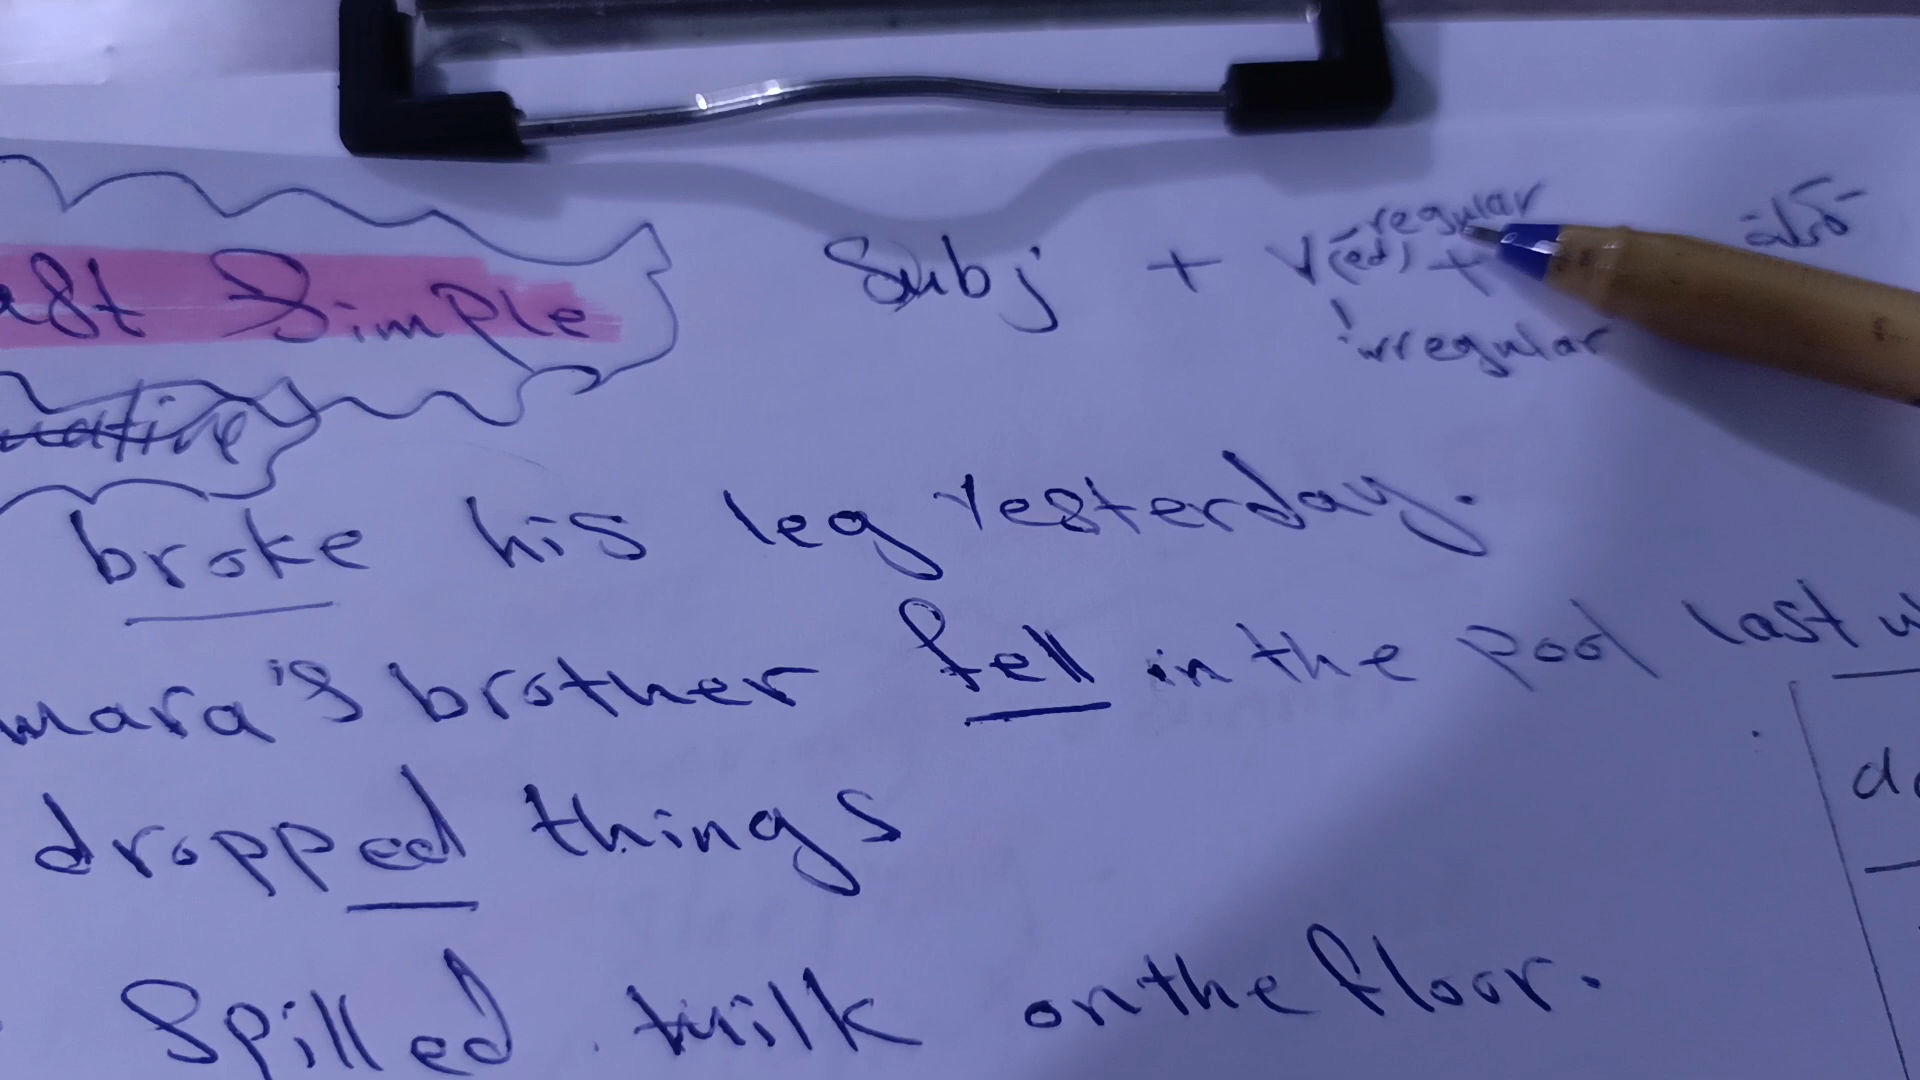 regular
ast Simple Subj + V(ed) +
irregular
broke his leg Yesterday.
mara's brother fell in the pool last w
dropped things
Spilled milk on the floor.